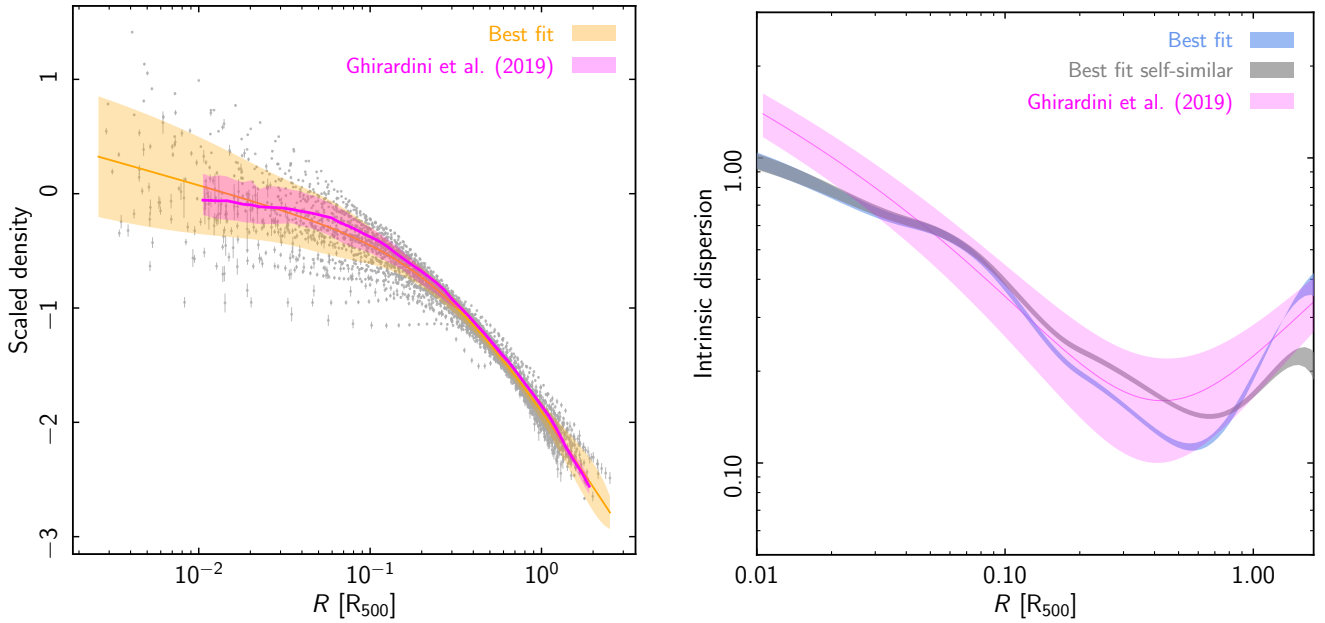 Best fit
Ghirardini et al. (2019)
Scaled density
1
0
−1
−2
−3
10⁻²
10⁻¹
10⁰
R [R₅₀₀]
Best fit
Best fit self-similar
Ghirardini et al. (2019)
Intrinsic dispersion
1.00
0.10
0.01
0.10
1.00
R [R₅₀₀]